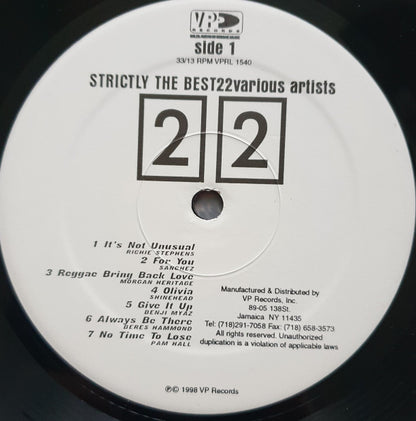 VP
RECORDS
side 1
33/13 RPM VPRL 1540
STRICTLY THE BEST22various artists
2 2
1 It's Not Unusual
RICHIE STEPHENS
2 For You
SANCHEZ
3 Reggae Bring Back Love
MORGAN HERITAGE
4 Olivia
SHINEHEAD
5 Give It Up
DENJI MYAZ
6 Always Be There
BERES HAMMOND
7 No Time To Lose
PAM HALL
Manufactured & Distributed by
VP Records, Inc.
89-05 138St.
Jamaica NY 11435
Tel: (718)291-7058 Fax: (718) 658-3573
All rights reserved. Unauthorized
duplication is a violation of applicable laws
℗© 1998 VP Records